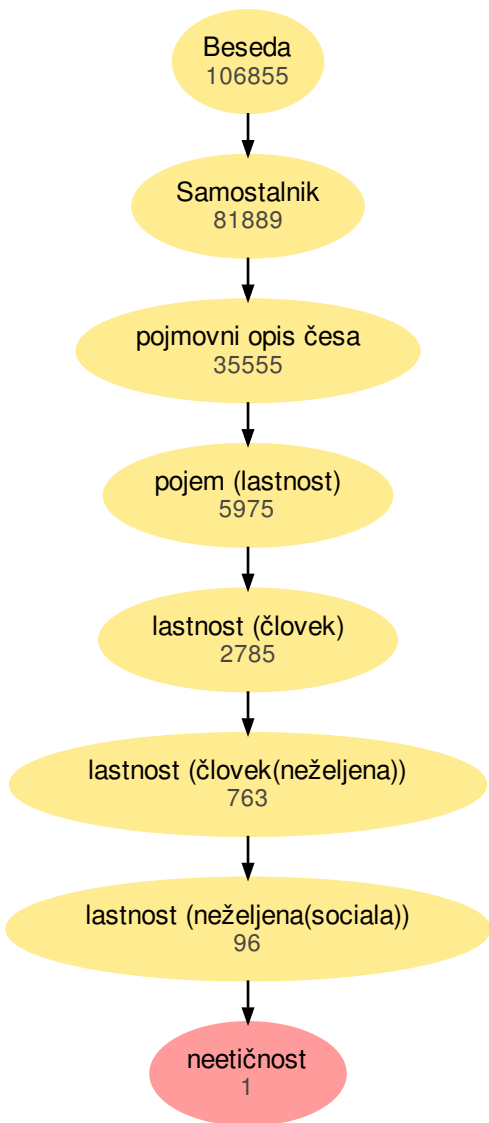 Beseda
106855
Samostalnik
81889
pojmovni opis česa
35555
pojem (lastnost)
5975
lastnost (človek)
2785
lastnost (človek(neželjena))
763
lastnost (neželjena(sociala))
96
neetičnost
1